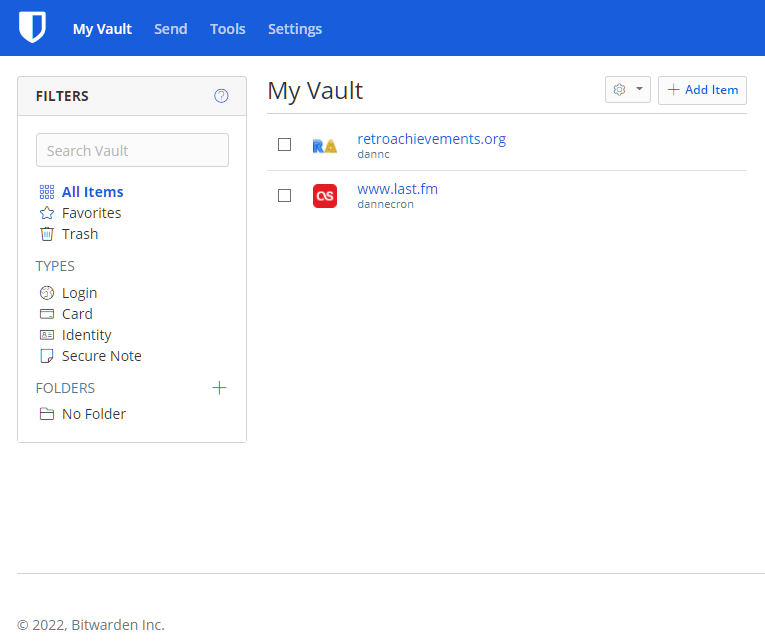 My Vault Send Tools Settings
FILTERS
Search Vault
All Items
Favorites
Trash
TYPES
Login
Card
Identity
Secure Note
FOLDERS
No Folder
My Vault
Add Item
RA
retroachievements.org
dannc
www.last.fm
dannecron
© 2022, Bitwarden Inc.